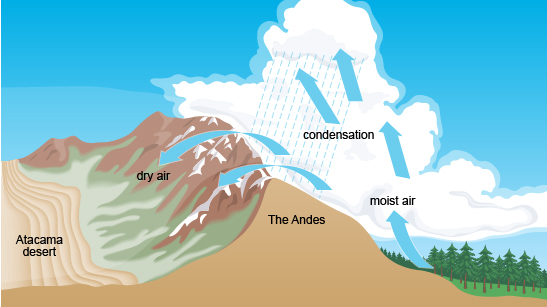 condensation
dry air
moist air
The Andes
Atacama
desert